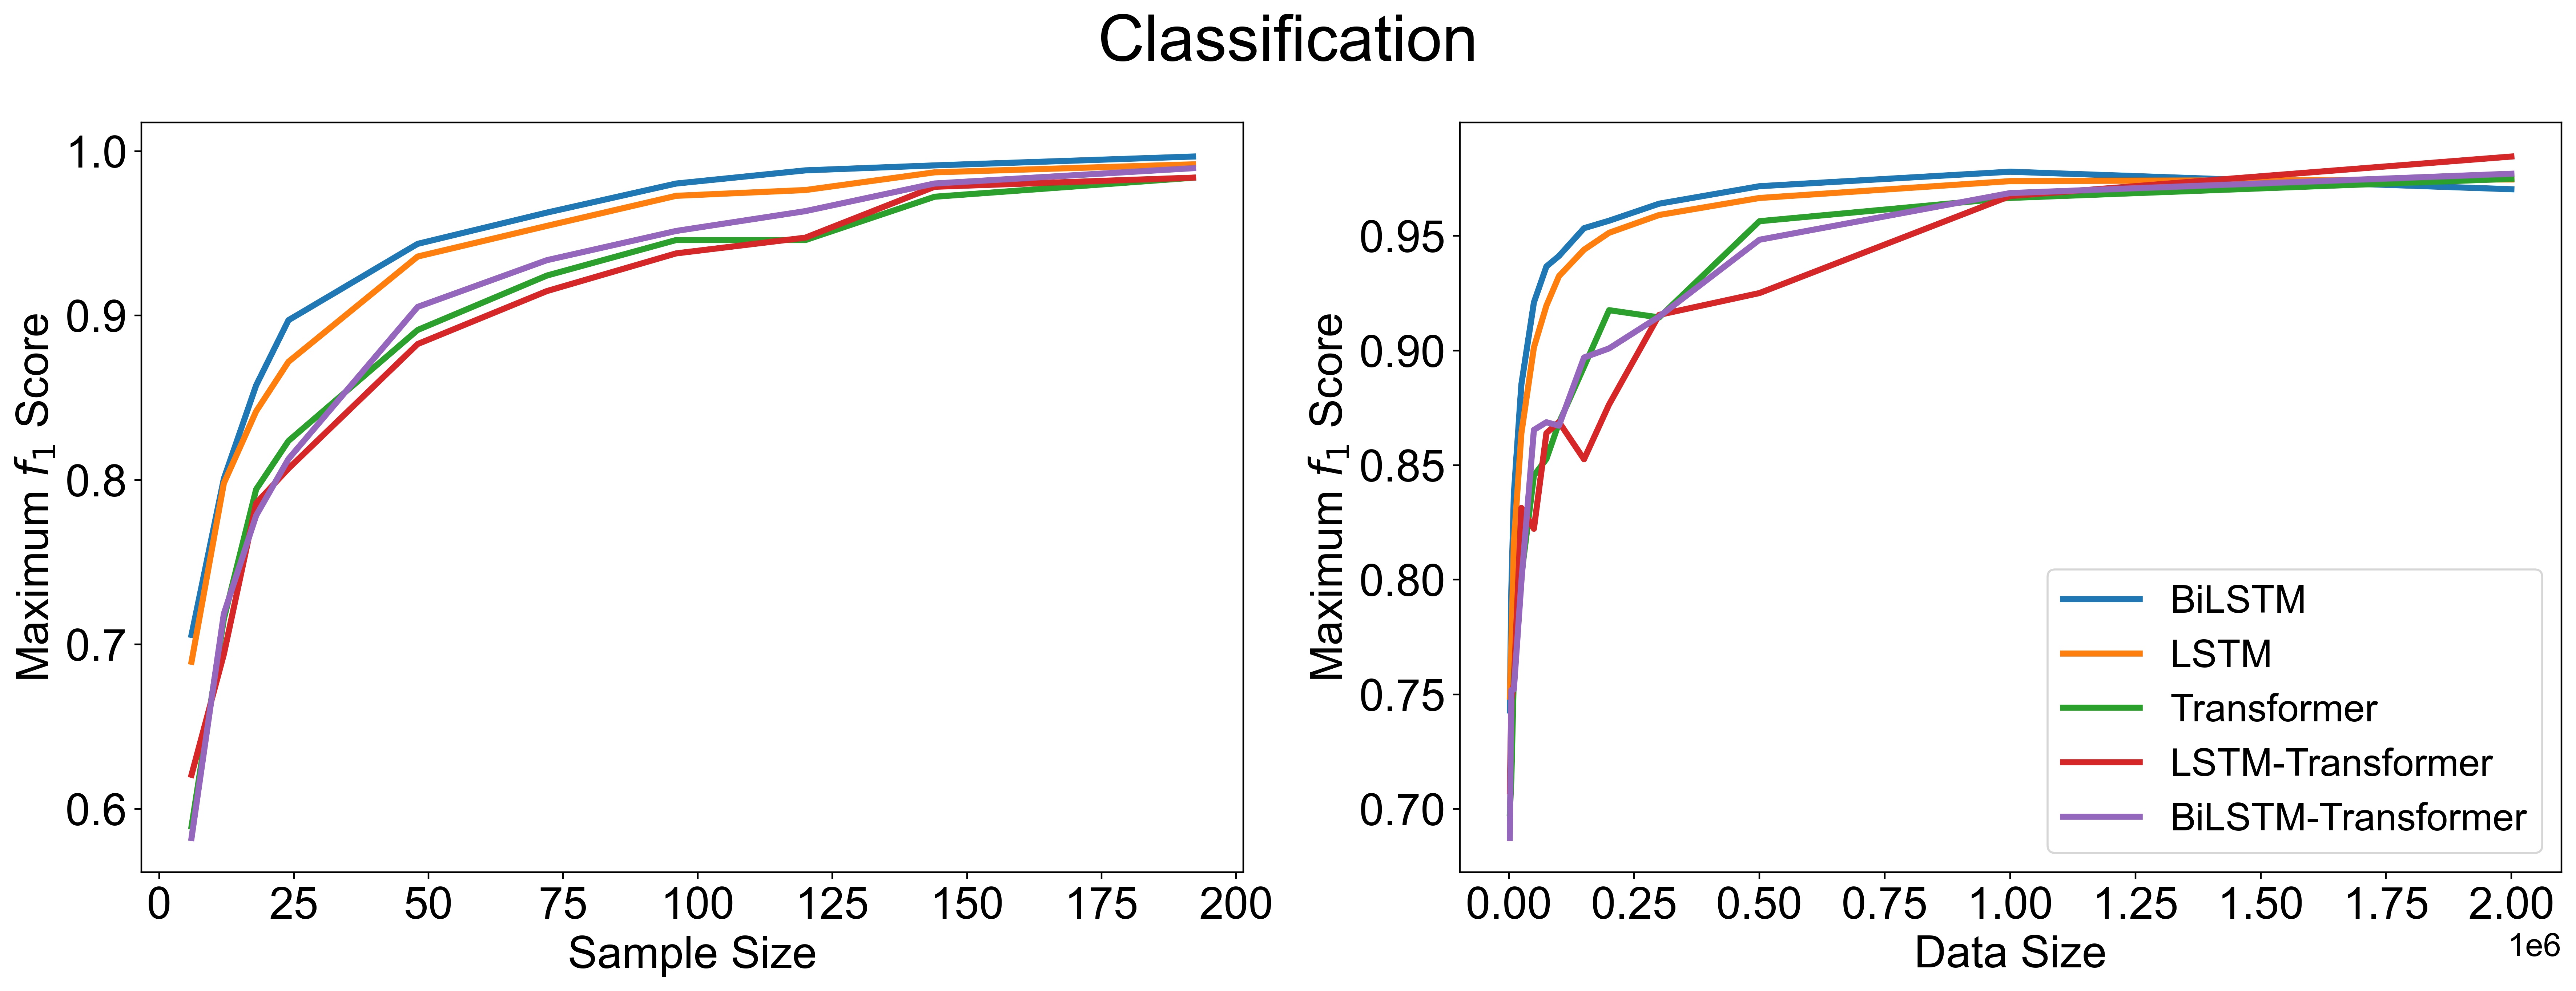 Classification
Maximum f1 Score
1.0
0.9
0.8
0.7
0.6
0 25 50 75 100 125 150 175 200
Sample Size
Maximum f1 Score
0.95
0.90
0.85
0.80
0.75
0.70
BiLSTM
LSTM
Transformer
LSTM-Transformer
BiLSTM-Transformer
0.00 0.25 0.50 0.75 1.00 1.25 1.50 1.75 2.00
1e6
Data Size